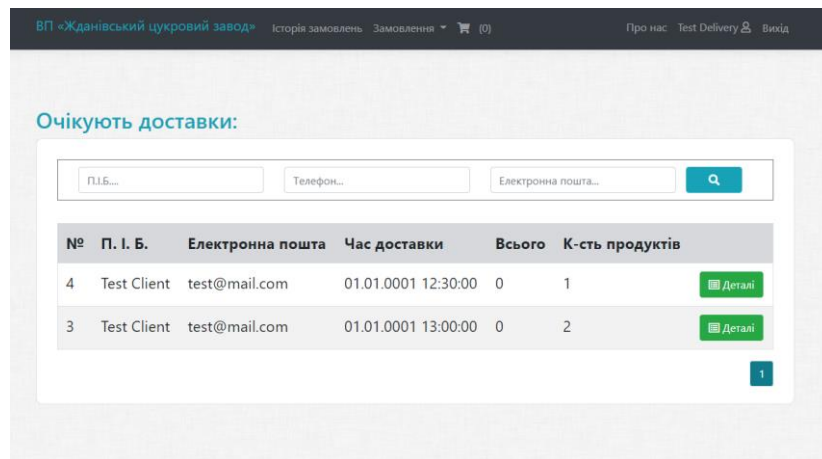 ВП «Жданівський цукровий завод» Історія замовлень Замовлення (0) Про нас Test Delivery Вихід
Очікують доставки:
П.І.Б.... Телефон... Електронна пошта...
№ П. І. Б. Електронна пошта Час доставки Всього К-сть продуктів
4 Test Client test@mail.com 01.01.0001 12:30:00 0 1 Деталі
3 Test Client test@mail.com 01.01.0001 13:00:00 0 2 Деталі
1